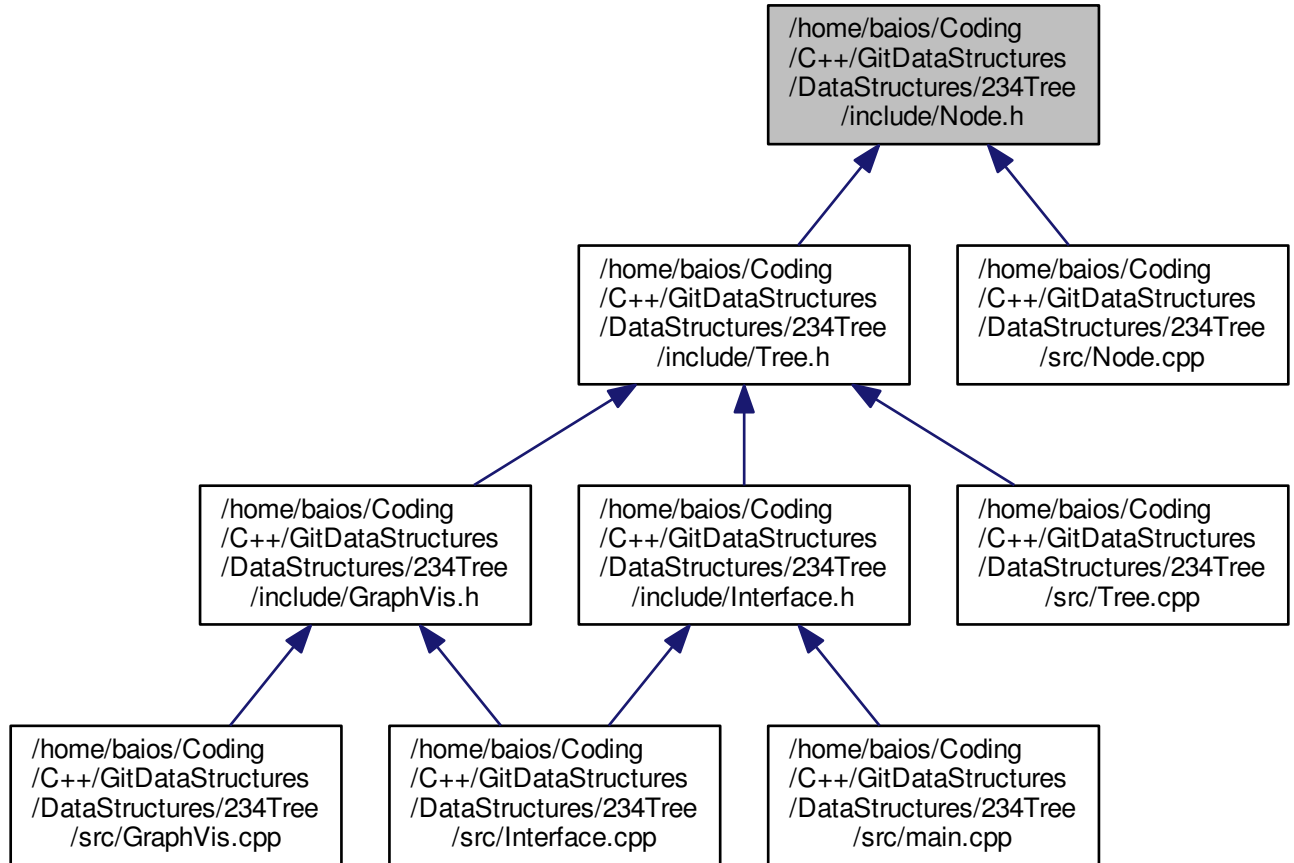 /home/baios/Coding
/C++/GitDataStructures
/DataStructures/234Tree
/include/Node.h
/home/baios/Coding
/C++/GitDataStructures
/DataStructures/234Tree
/include/Tree.h
/home/baios/Coding
/C++/GitDataStructures
/DataStructures/234Tree
/src/Node.cpp
/home/baios/Coding
/C++/GitDataStructures
/DataStructures/234Tree
/include/GraphVis.h
/home/baios/Coding
/C++/GitDataStructures
/DataStructures/234Tree
/include/Interface.h
/home/baios/Coding
/C++/GitDataStructures
/DataStructures/234Tree
/src/Tree.cpp
/home/baios/Coding
/C++/GitDataStructures
/DataStructures/234Tree
/src/GraphVis.cpp
/home/baios/Coding
/C++/GitDataStructures
/DataStructures/234Tree
/src/Interface.cpp
/home/baios/Coding
/C++/GitDataStructures
/DataStructures/234Tree
/src/main.cpp